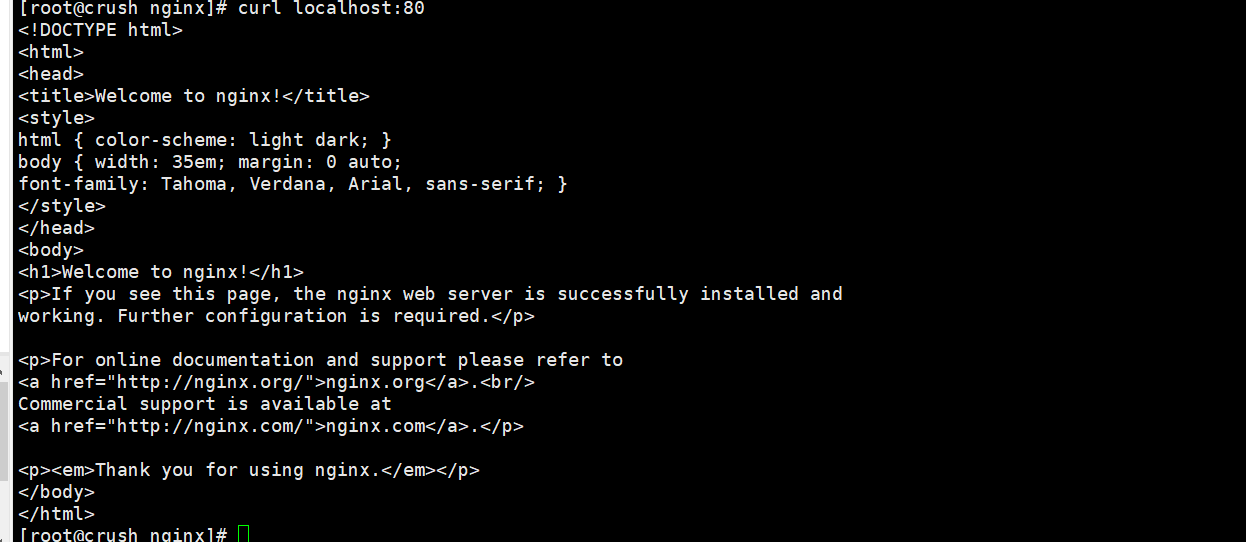 [root@crush nginx]# curl localhost:80
<!DOCTYPE html>
<html>
<head>
<title>Welcome to nginx!</title>
<style>
html { color-scheme: light dark; }
body { width: 35em; margin: 0 auto;
font-family: Tahoma, Verdana, Arial, sans-serif; }
</style>
</head>
<body>
<h1>Welcome to nginx!</h1>
<p>If you see this page, the nginx web server is successfully installed and
working. Further configuration is required.</p>

<p>For online documentation and support please refer to
<a href="http://nginx.org/">nginx.org</a>.<br/>
Commercial support is available at
<a href="http://nginx.com/">nginx.com</a>.</p>

<p><em>Thank you for using nginx.</em></p>
</body>
</html>
[root@crush nginx]#